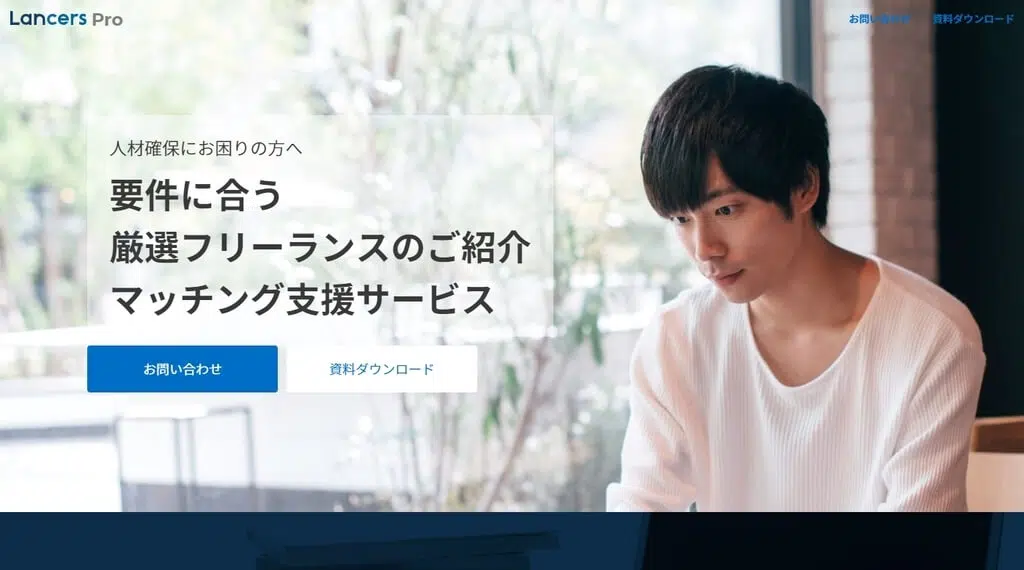 Lancers Pro
お問い合わせ
資料ダウンロード
人材確保にお困りの方へ
要件に合う
厳選フリーランスのご紹介
マッチング支援サービス
お問い合わせ
資料ダウンロード